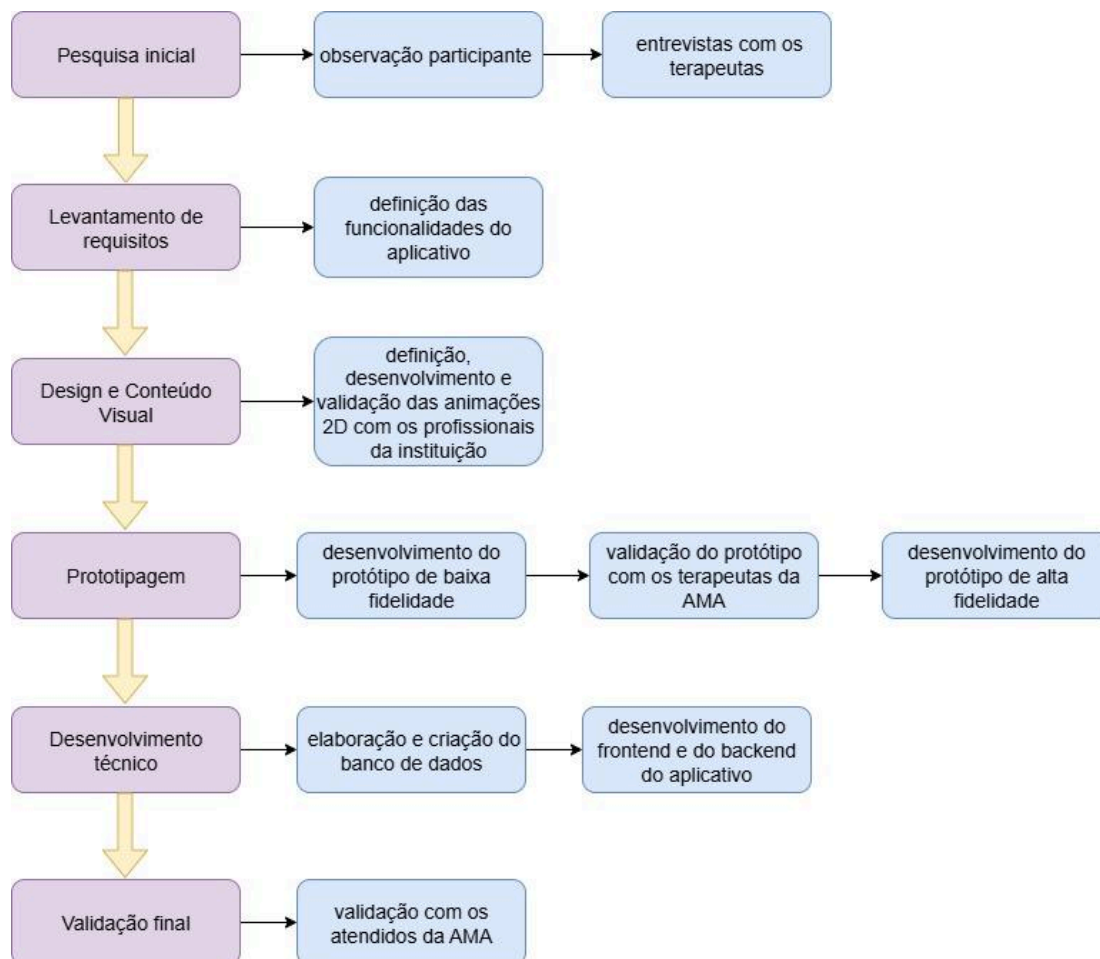 Pesquisa inicial
observação participante
entrevistas com os
terapeutas
Levantamento de
requisitos
definição das
funcionalidades do
aplicativo
Design e Conteúdo
Visual
definição,
desenvolvimento e
validação das animações
2D com os profissionais
da instituição
Prototipagem
desenvolvimento do
protótipo de baixa
fidelidade
validação do protótipo
com os terapeutas da
AMA
desenvolvimento do
protótipo de alta
fidelidade
Desenvolvimento
técnico
elaboração e criação do
banco de dados
desenvolvimento do
frontend e do backend
do aplicativo
Validação final
validação com os
atendidos da AMA